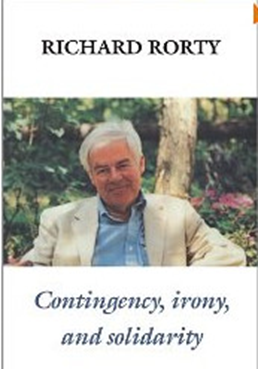 RICHARD RORTY
Contingency, irony,
and solidarity